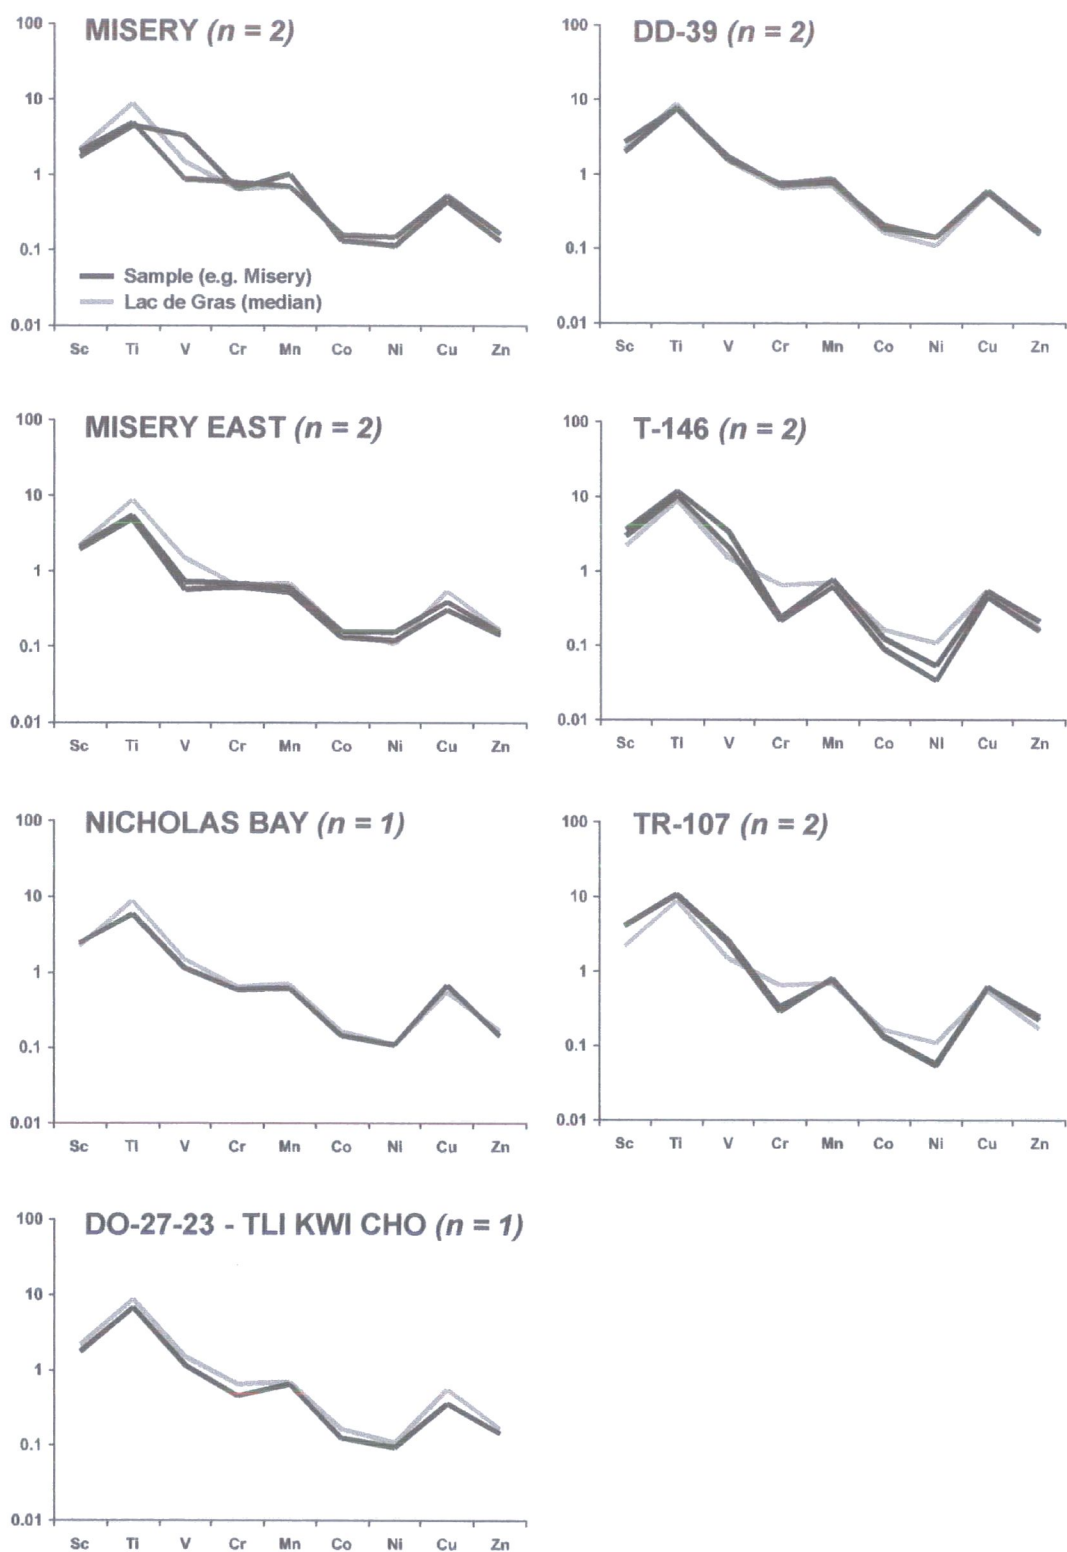 MISERY (n = 2)
100
10
1
0.1
0.01
Sample (e.g. Misery)
Lac de Gras (median)
Sc Ti V Cr Mn Co Ni Cu Zn
DD-39 (n = 2)
100
10
1
0.1
0.01
Sc Ti V Cr Mn Co Ni Cu Zn
MISERY EAST (n = 2)
100
10
1
0.1
0.01
Sc Ti V Cr Mn Co Ni Cu Zn
T-146 (n = 2)
100
10
1
0.1
0.01
Sc Ti V Cr Mn Co Ni Cu Zn
NICHOLAS BAY (n = 1)
100
10
1
0.1
0.01
Sc Ti V Cr Mn Co Ni Cu Zn
TR-107 (n = 2)
100
10
1
0.1
0.01
Sc Ti V Cr Mn Co Ni Cu Zn
DO-27-23 - TLI KWI CHO (n = 1)
100
10
1
0.1
0.01
Sc Ti V Cr Mn Co Ni Cu Zn